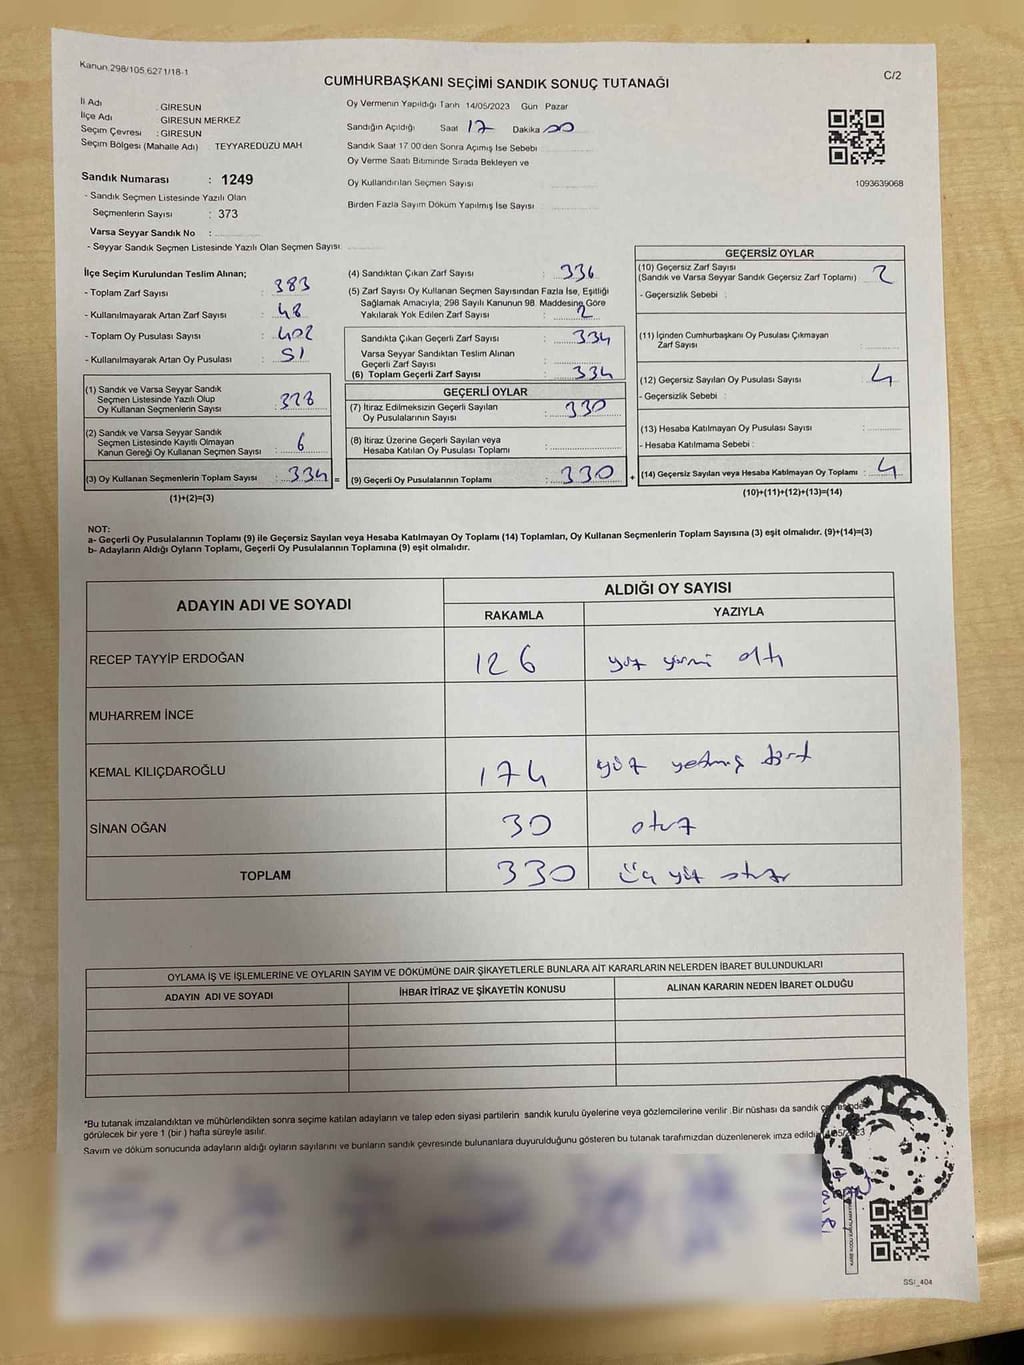 Kanun 298/105,6271/18-1
C/2
CUMHURBAŞKANI SEÇİMİ SANDIK SONUÇ TUTANAĞI
İl Adı : GİRESUN
İlçe Adı GİRESUN MERKEZ
Seçim Çevresi : GİRESUN
Seçim Bölgesi (Mahalle Adı) TEYYAREDÜZÜ MAH
Oy Vermenin Yapıldığı Tarih 14/05/2023 Gün Pazar
Sandığın Açıldığı Saat 17 Dakika 00
Sandık Saat 17 00'den Sonra Açımış İse Sebebi
Oy Verme Saati Bitiminde Sırada Bekleyen ve
Oy Kullandırılan Seçmen Sayısı
Birden Fazla Sayım Döküm Yapılmış İse Sayısı
1093639068
Sandık Numarası : 1249
- Sandık Seçmen Listesinde Yazılı Olan
Seçmenlerin Sayısı : 373
Varsa Seyyar Sandık No :
- Seyyar Sandık Seçmen Listesinde Yazılı Olan Seçmen Sayısı
İlçe Seçim Kurulundan Teslim Alınan;
- Toplam Zarf Sayısı : 383
- Kullanılmayarak Artan Zarf Sayısı : 48
- Toplam Oy Pusulası Sayısı : 402
- Kullanılmayarak Artan Oy Pusulası : 51
(1) Sandık ve Varsa Seyyar Sandık
Seçmen Listesinde Yazılı Olup
Oy Kullanan Seçmenlerin Sayısı : 328
(2) Sandık ve Varsa Seyyar Sandık
Seçmen Listesinde Kayıtlı Olmayan
Kanun Gereği Oy Kullanan Seçmen Sayısı : 6
(3) Oy Kullanan Seçmenlerin Toplam Sayısı : 334 =
(1)+(2)=(3)
(4) Sandıktan Çıkan Zarf Sayısı : 336
(5) Zarf Sayısı Oy Kullanan Seçmen Sayısından Fazla İse, Eşitliği
Sağlamak Amacıyla; 298 Sayılı Kanunun 98. Maddesine Göre
Yakılarak Yok Edilen Zarf Sayısı : 2
Sandıkta Çıkan Geçerli Zarf Sayısı : 334
Varsa Seyyar Sandıktan Teslim Alınan
Geçerli Zarf Sayısı
(6) Toplam Geçerli Zarf Sayısı : 334
GEÇERLİ OYLAR
(7) İtiraz Edilmeksizin Geçerli Sayılan
Oy Pusulalarının Sayısı : 330
(8) İtiraz Üzerine Geçerli Sayılan veya
Hesaba Katılan Oy Pusulası Toplamı :
(9) Geçerli Oy Pusulalarının Toplamı : 330 +
GEÇERSİZ OYLAR
(10) Geçersiz Zarf Sayısı
(Sandık ve Varsa Seyyar Sandık Geçersiz Zarf Toplamı) : 2
- Geçersizlik Sebebi :
(11) İçinden Cumhurbaşkanı Oy Pusulası Çıkmayan
Zarf Sayısı :
(12) Geçersiz Sayılan Oy Pusulası Sayısı : 4
- Geçersizlik Sebebi :
(13) Hesaba Katılmayan Oy Pusulası Sayısı :
- Hesaba Katılmama Sebebi :
(14) Geçersiz Sayılan veya Hesaba Katılmayan Oy Toplamı : 4
(10)+(11)+(12)+(13)=(14)
NOT:
a- Geçerli Oy Pusulalarının Toplamı (9) ile Geçersiz Sayılan veya Hesaba Katılmayan Oy Toplamı (14) Toplamları, Oy Kullanan Seçmenlerin Toplam Sayısına (3) eşit olmalıdır. (9)+(14)=(3)
b- Adayların Aldığı Oyların Toplamı, Geçerli Oy Pusulalarının Toplamına (9) eşit olmalıdır.
ADAYIN ADI VE SOYADI
ALDIĞI OY SAYISI
RAKAMLA YAZIYLA
RECEP TAYYİP ERDOĞAN 126 yüz yirmi altı
MUHARREM İNCE
KEMAL KILIÇDAROĞLU 174 yüz yetmiş dört
SİNAN OĞAN 30 otuz
TOPLAM 330 üç yüz otuz
OYLAMA İŞ VE İŞLEMLERİNE VE OYLARIN SAYIM VE DÖKÜMÜNE DAİR ŞİKAYETLERLE BUNLARA AİT KARARLARIN NELERDEN İBARET BULUNDUKLARI
ADAYIN ADI VE SOYADI İHBAR İTİRAZ VE ŞİKAYETİN KONUSU ALINAN KARARIN NEDEN İBARET OLDUĞU
*Bu tutanak imzalandıktan ve mühürlendikten sonra seçime katılan adayların ve talep eden siyasi partilerin sandık kurulu üyelerine veya gözlemcilerine verilir .Bir nüshası da sandık
görülecek bir yere 1 (bir ) hafta süreyle asılır.
Sayım ve döküm sonucunda adayların aldığı oyların sayılarını ve bunların sandık çevresinde bulunanlara duyurulduğunu gösteren bu tutanak tarafımızdan düzenlenerek imza edildi
SSI_404